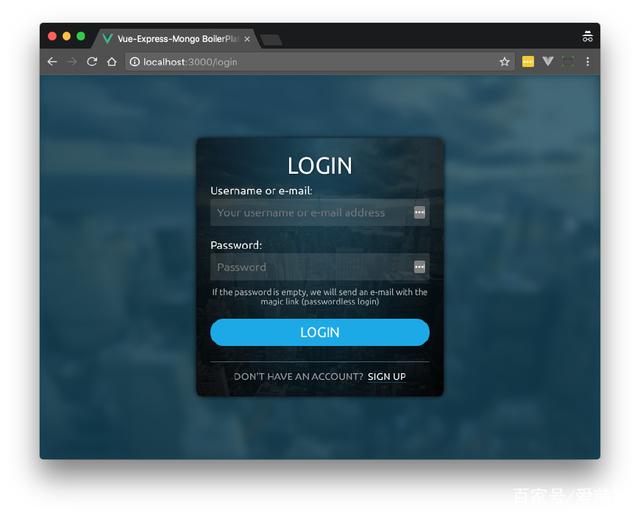 Vue-Express-Mongo BoilerPlat
localhost:3000/login
LOGIN
Username or e-mail:
Your username or e-mail address
Password:
Password
If the password is empty, we will send an e-mail with the
magic link (passwordless login)
LOGIN
DON'T HAVE AN ACCOUNT? SIGN UP
百家号/爱